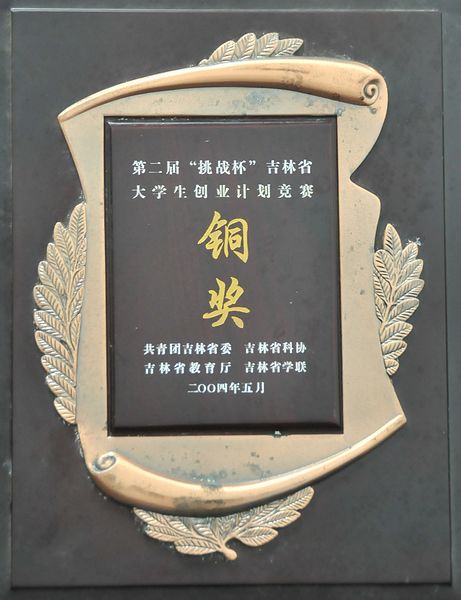 第二届“挑战杯”吉林省
大学生创业计划竞赛
铜
奖
共青团吉林省委 吉林省科协
吉林省教育厅 吉林省学联
二〇〇四年五月